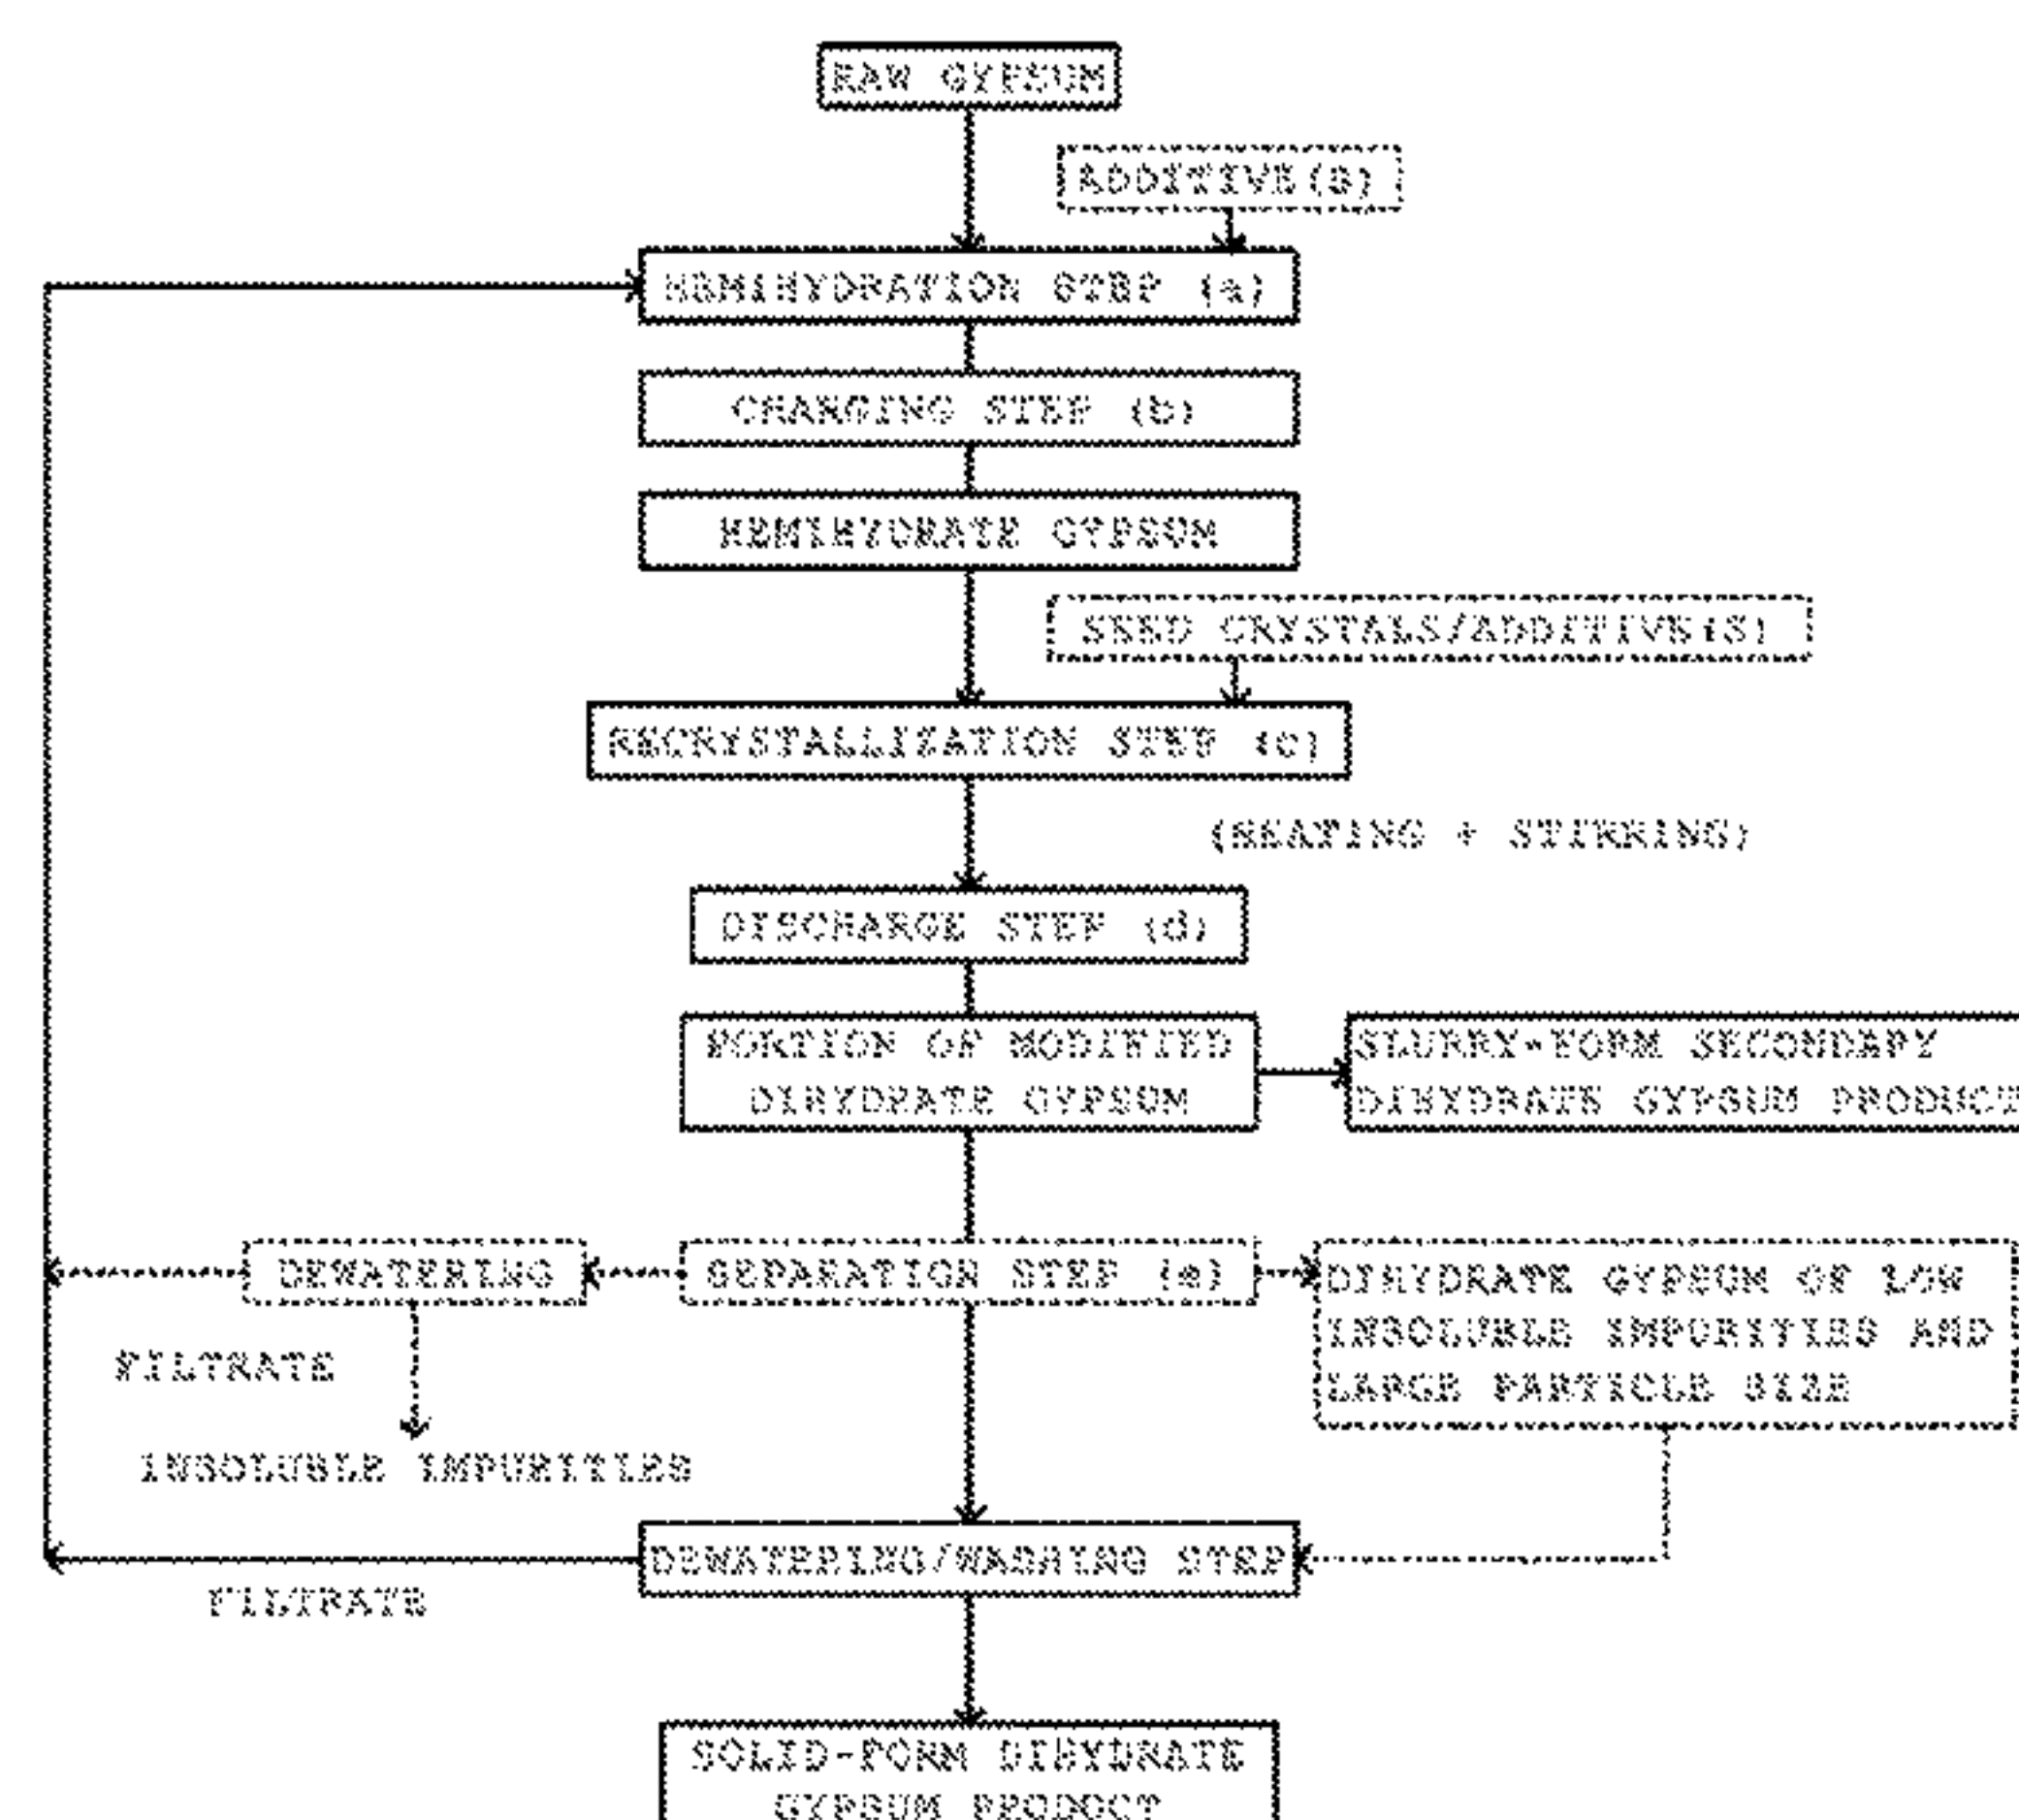 RAW GYPSUM
ADDITIVE(S)
HEMIHYDRATION STEP (a)
CHARGING STEP (b)
HEMIHYDRATE GYPSUM
SEED CRYSTALS/ADDITIVE(S)
RECRYSTALLIZATION STEP (c)
(HEATING + STIRRING)
DISCHARGE STEP (d)
PORTION OF MODIFIED
DIHYDRATE GYPSUM
SLURRY-FORM SECONDARY
DIHYDRATE GYPSUM PRODUCT
DEWATERING
SEPARATION STEP (e)
DIHYDRATE GYPSUM OF LOW
INSOLUBLE IMPURITIES AND
LARGE PARTICLE SIZE
FILTRATE
INSOLUBLE IMPURITIES
DEWATERING/WASHING STEP
FILTRATE
SOLID-FORM DIHYDRATE
GYPSUM PRODUCT